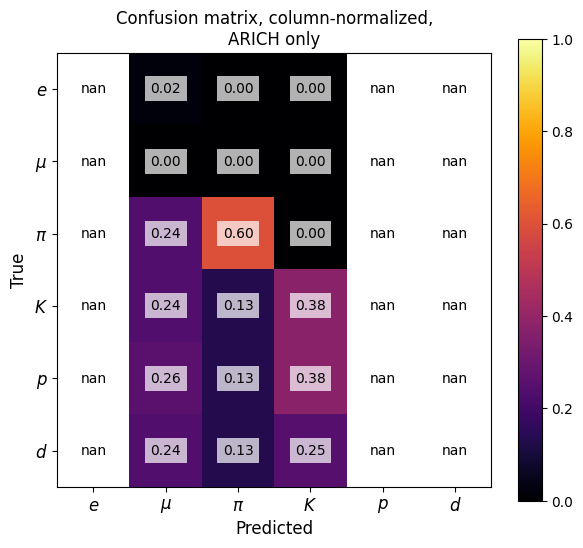 Confusion matrix, column-normalized,
ARICH only
1.0
0.8
0.6
0.4
0.2
0.0
True
e nan 0.02 0.00 0.00 nan nan
μ nan 0.00 0.00 0.00 nan nan
π nan 0.24 0.60 0.00 nan nan
K nan 0.24 0.13 0.38 nan nan
p nan 0.26 0.13 0.38 nan nan
d nan 0.24 0.13 0.25 nan nan
e μ π K p d
Predicted